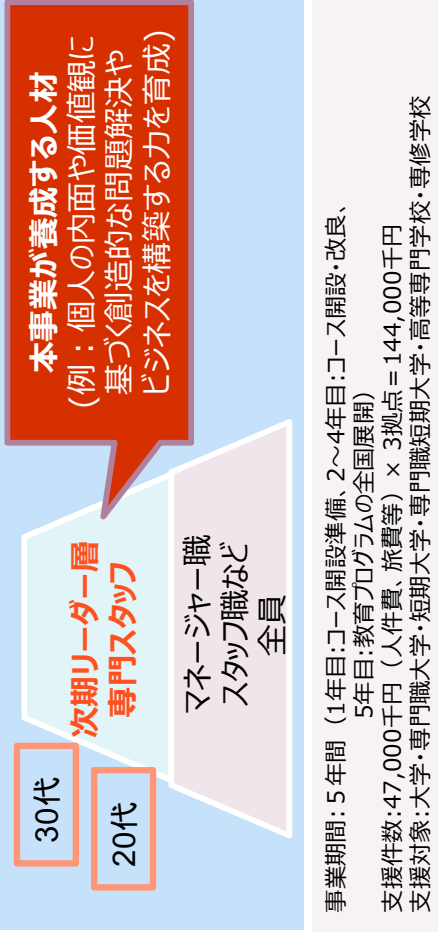 本事業が養成する人材
（例：個人の内面や価値観に
基づく創造的な問題解決や
ビジネスを構築する力を育成）
30代
20代
次期リーダー層
専門スタッフ
マネージャー職
スタッフ職など
全員
事業期間：５年間（1年目：コース開設準備、2～4年目：コース開設・改良、
5年目：教育プログラムの全国展開）
支援件数：47,000千円（人件費、旅費等）× 3拠点＝144,000千円
支援対象：大学・専門職大学・短期大学・専門職短期大学・高等専門学校・専修学校